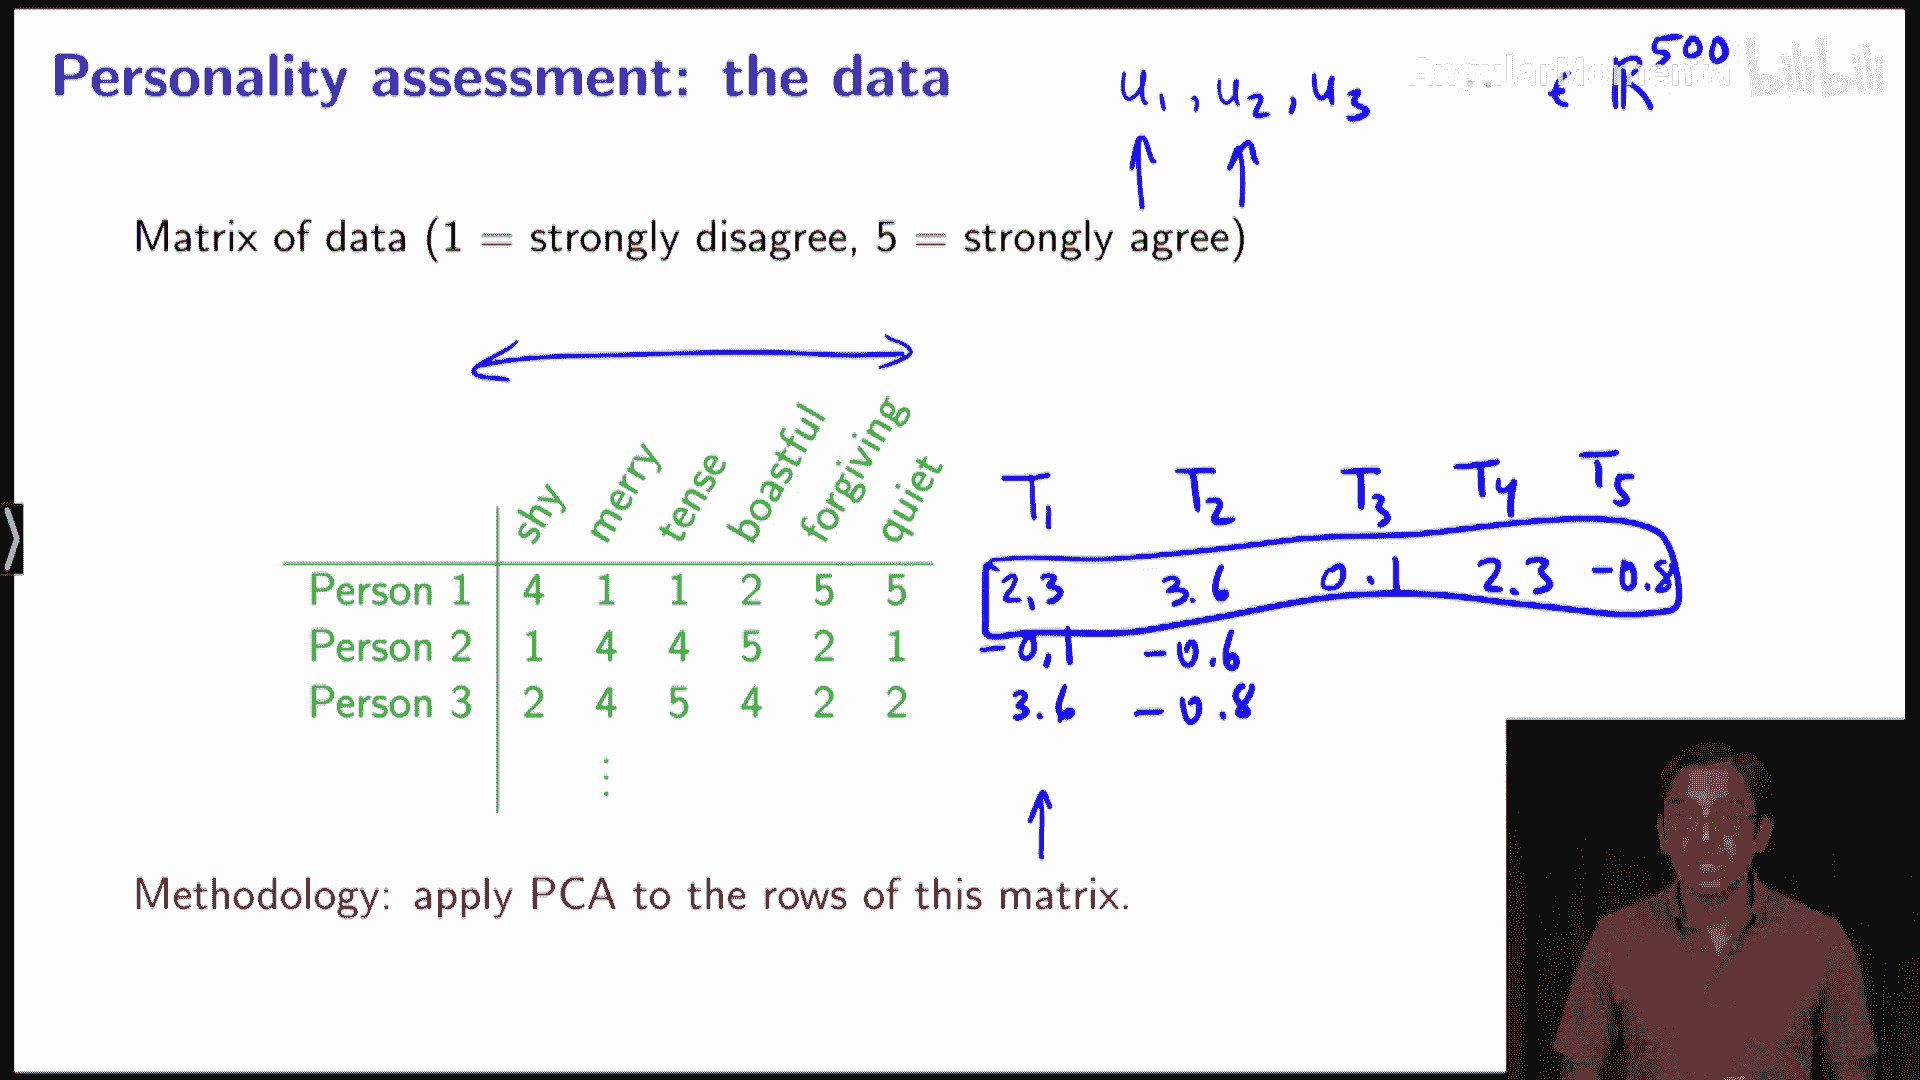 Personality assessment: the data
u₁, u₂, u₃ ... ∈ ℝ⁵⁰⁰
bilibili
Matrix of data (1 = strongly disagree, 5 = strongly agree)
shy merry tense boastful forgiving quiet T₁ T₂ T₃ T₄ T₅
Person 1 4 1 1 2 5 5 2,3 3.6 0.1 2.3 -0.8
Person 2 1 4 4 5 2 1 -0,1 -0.6
Person 3 2 4 5 4 2 2 3.6 -0.8
⋮
Methodology: apply PCA to the rows of this matrix.